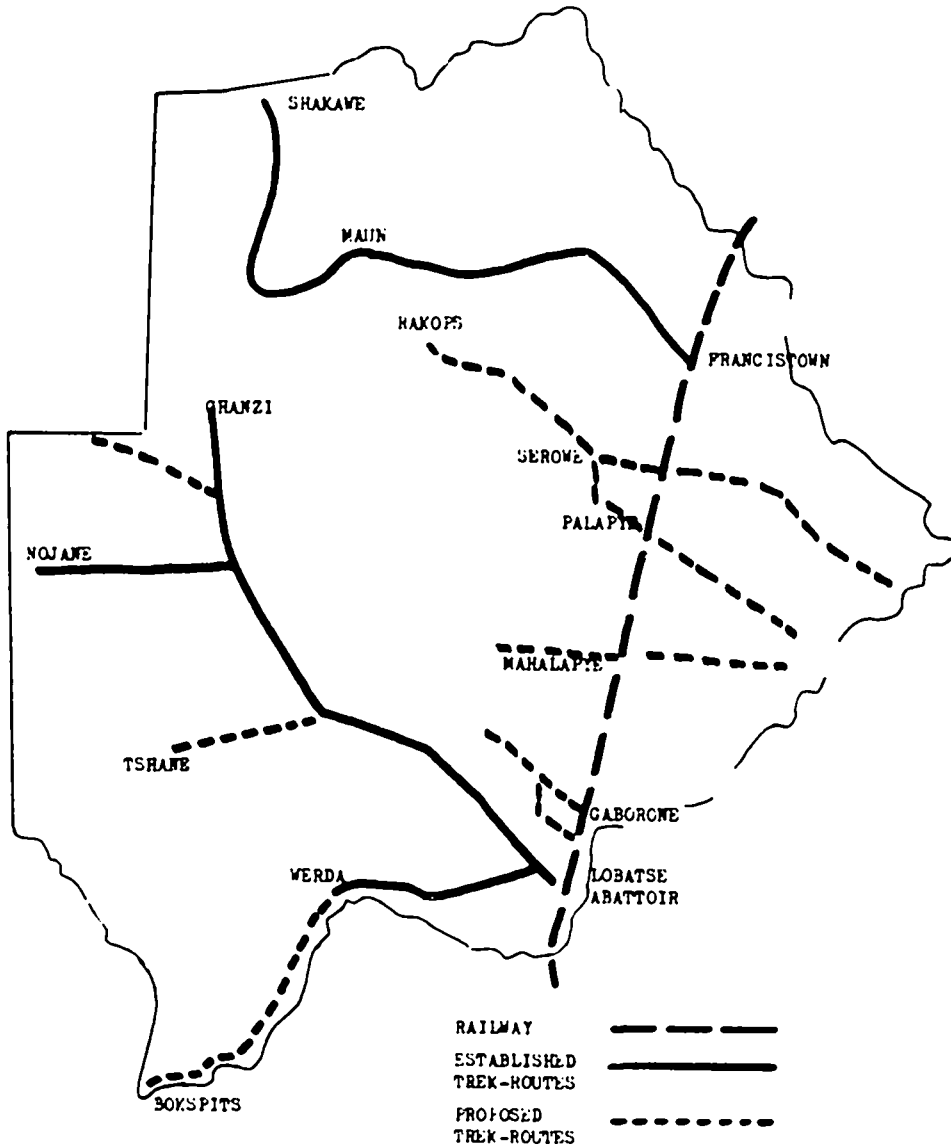 SHAKAWE
MAUN
RAKOPS
FRANCISTOWN
GHANZI
SEROWE
PALAPYE
NOJANE
MAHALAPYE
TSHANE
GABORONE
WERDA
LOBATSE
ABATTOIR
RAILWAY
ESTABLISHED
TREK-ROUTES
BOKSPITS
PROPOSED
TREK-ROUTES